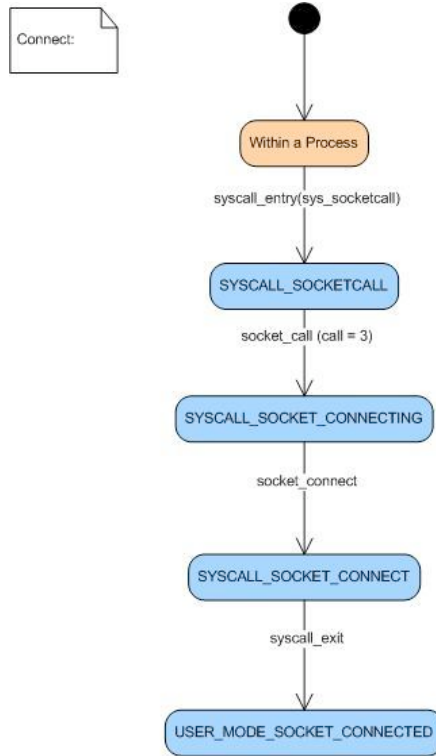 Connect:
Within a Process
syscall_entry(sys_socketcall)
SYSCALL_SOCKETCALL
socket_call (call = 3)
SYSCALL_SOCKET_CONNECTING
socket_connect
SYSCALL_SOCKET_CONNECT
syscall_exit
USER_MODE_SOCKET_CONNECTED